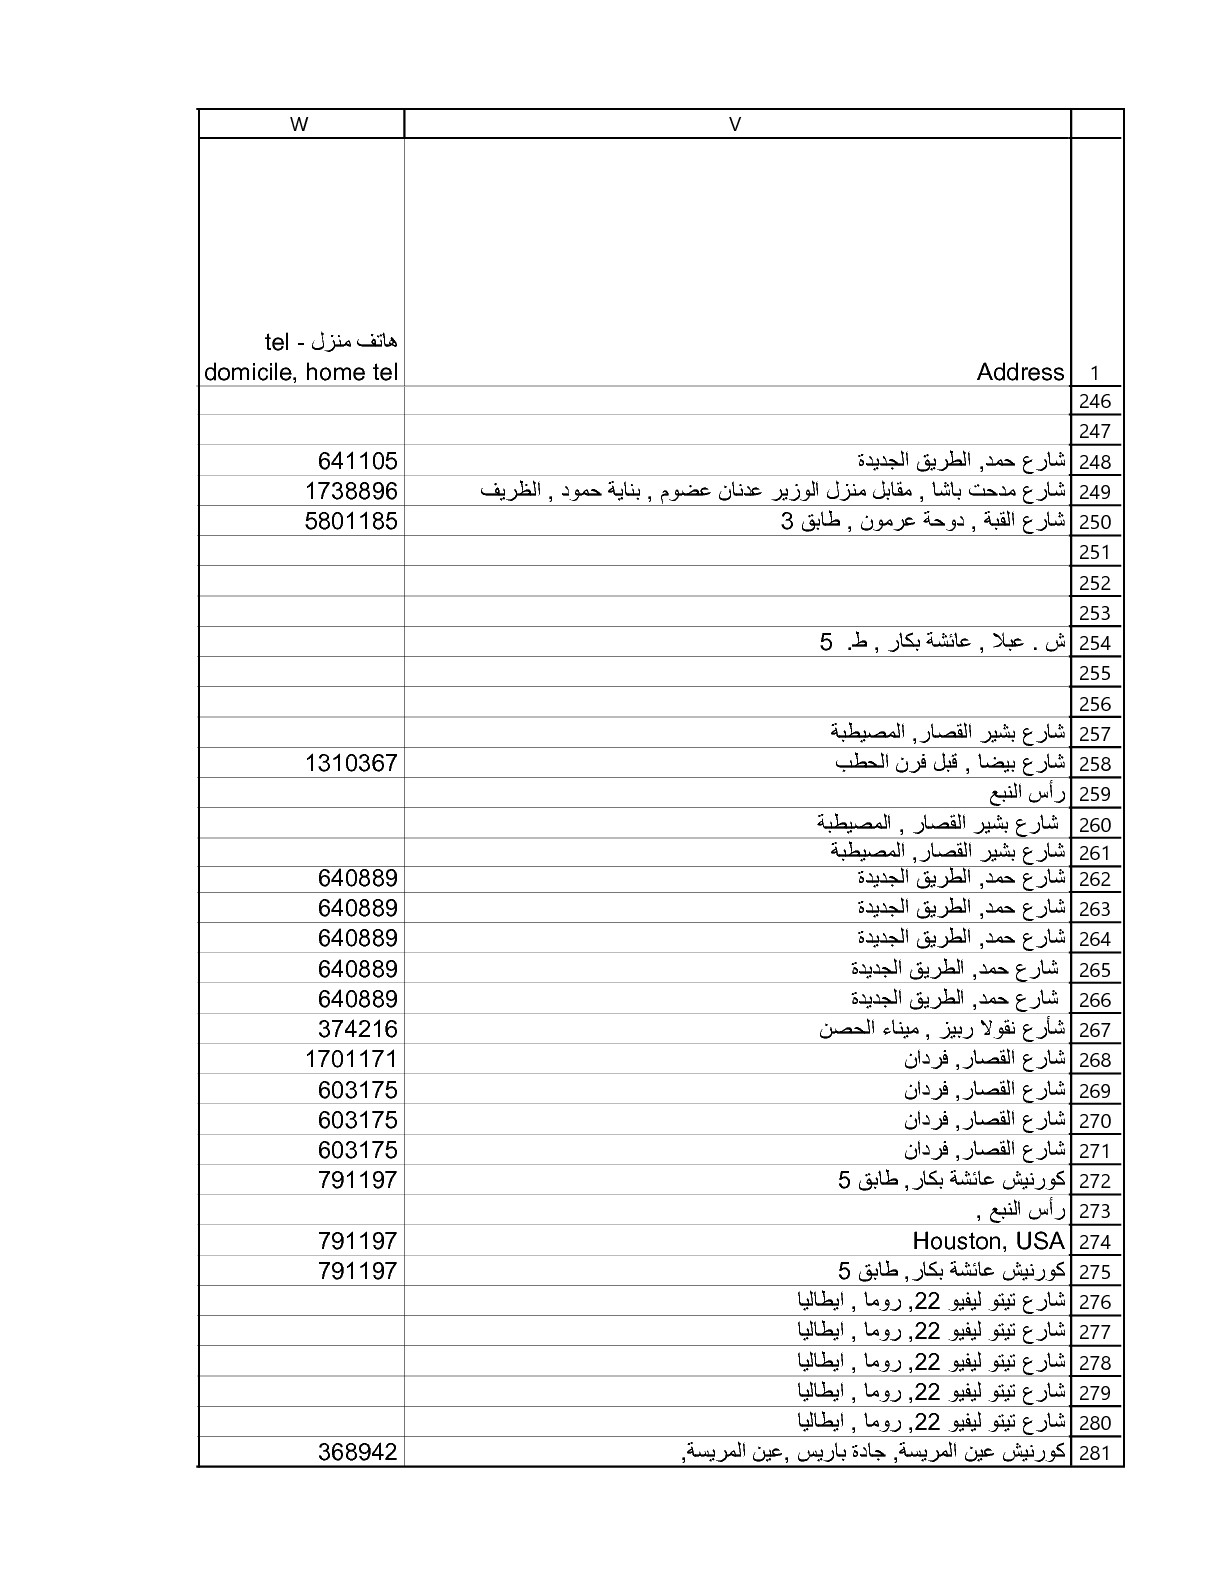 V W
هاتف منزل - tel
1 Address domicile, home tel
246
247
248 شارع حمد, الطريق الجديدة 641105
249 شارع مدحت باشا , مقابل منزل الوزير عدنان عضوم , بناية حمود , الظريف 1738896
250 شارع القبة , دوحة عرمون , طابق 3 5801185
251
252
253
254 ش . عبلا , عائشة بكار , ط. 5
255
256
257 شارع بشير القصار, المصيطبة
258 شارع بيضا , قبل فرن الحطب 1310367
259 رأس النبع
260 شارع بشير القصار , المصيطبة
261 شارع بشير القصار, المصيطبة
262 شارع حمد, الطريق الجديدة 640889
263 شارع حمد, الطريق الجديدة 640889
264 شارع حمد, الطريق الجديدة 640889
265 شارع حمد, الطريق الجديدة 640889
266 شارع حمد, الطريق الجديدة 640889
267 شأرع نقولا ربيز , ميناء الحصن 374216
268 شارع القصار, فردان 1701171
269 شارع القصار, فردان 603175
270 شارع القصار, فردان 603175
271 شارع القصار, فردان 603175
272 كورنيش عائشة بكار, طابق 5 791197
273 رأس النبع ,
274 Houston, USA 791197
275 كورنيش عائشة بكار, طابق 5 791197
276 شارع تيتو ليفيو 22, روما , ايطاليا
277 شارع تيتو ليفيو 22, روما , ايطاليا
278 شارع تيتو ليفيو 22, روما , ايطاليا
279 شارع تيتو ليفيو 22, روما , ايطاليا
280 شارع تيتو ليفيو 22, روما , ايطاليا
281 كورنيش عين المريسة, جادة باريس ,عين المريسة, 368942